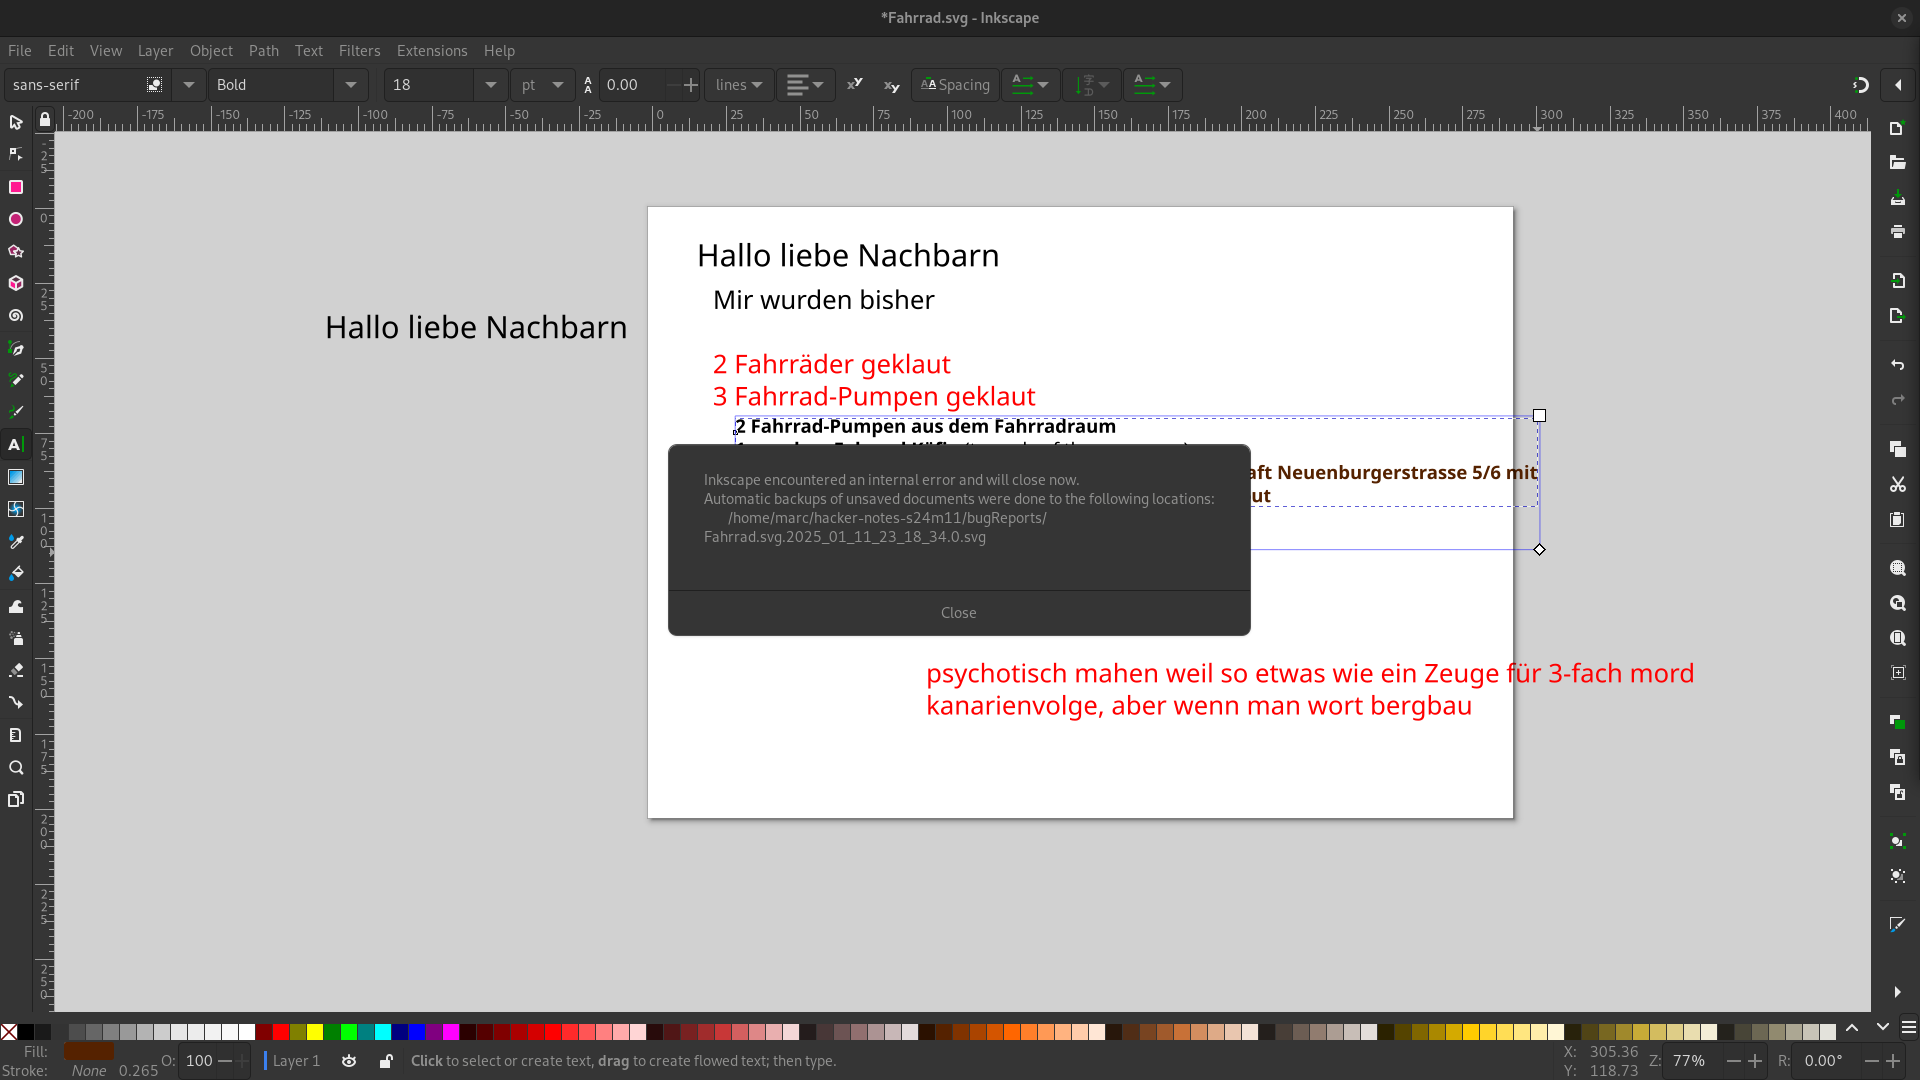 *Fahrrad.svg - Inkscape
File Edit View Layer Object Path Text Filters Extensions Help
sans-serif Bold 18 pt 0.00 lines Spacing
-200 -175 -150 -125 -100 -75 -50 -25 0 25 50 75 100 125 150 175 200 225 250 275 300 325 350 375 400
Hallo liebe Nachbarn
Mir wurden bisher
Hallo liebe Nachbarn
2 Fahrräder geklaut
3 Fahrrad-Pumpen geklaut
2 Fahrrad-Pumpen aus dem Fahrradraum
aft Neuenburgerstrasse 5/6 mit
ut
Inkscape encountered an internal error and will close now.
Automatic backups of unsaved documents were done to the following locations:
/home/marc/hacker-notes-s24m11/bugReports/
Fahrrad.svg.2025_01_11_23_18_34.0.svg
Close
psychotisch mahen weil so etwas wie ein Zeuge für 3-fach mord
kanarienvolge, aber wenn man wort bergbau
Fill: O: 100 Layer 1 Click to select or create text, drag to create flowed text; then type. X: 305.36 Z: 77% R: 0.00°
Stroke: None 0.265 Y: 118.73